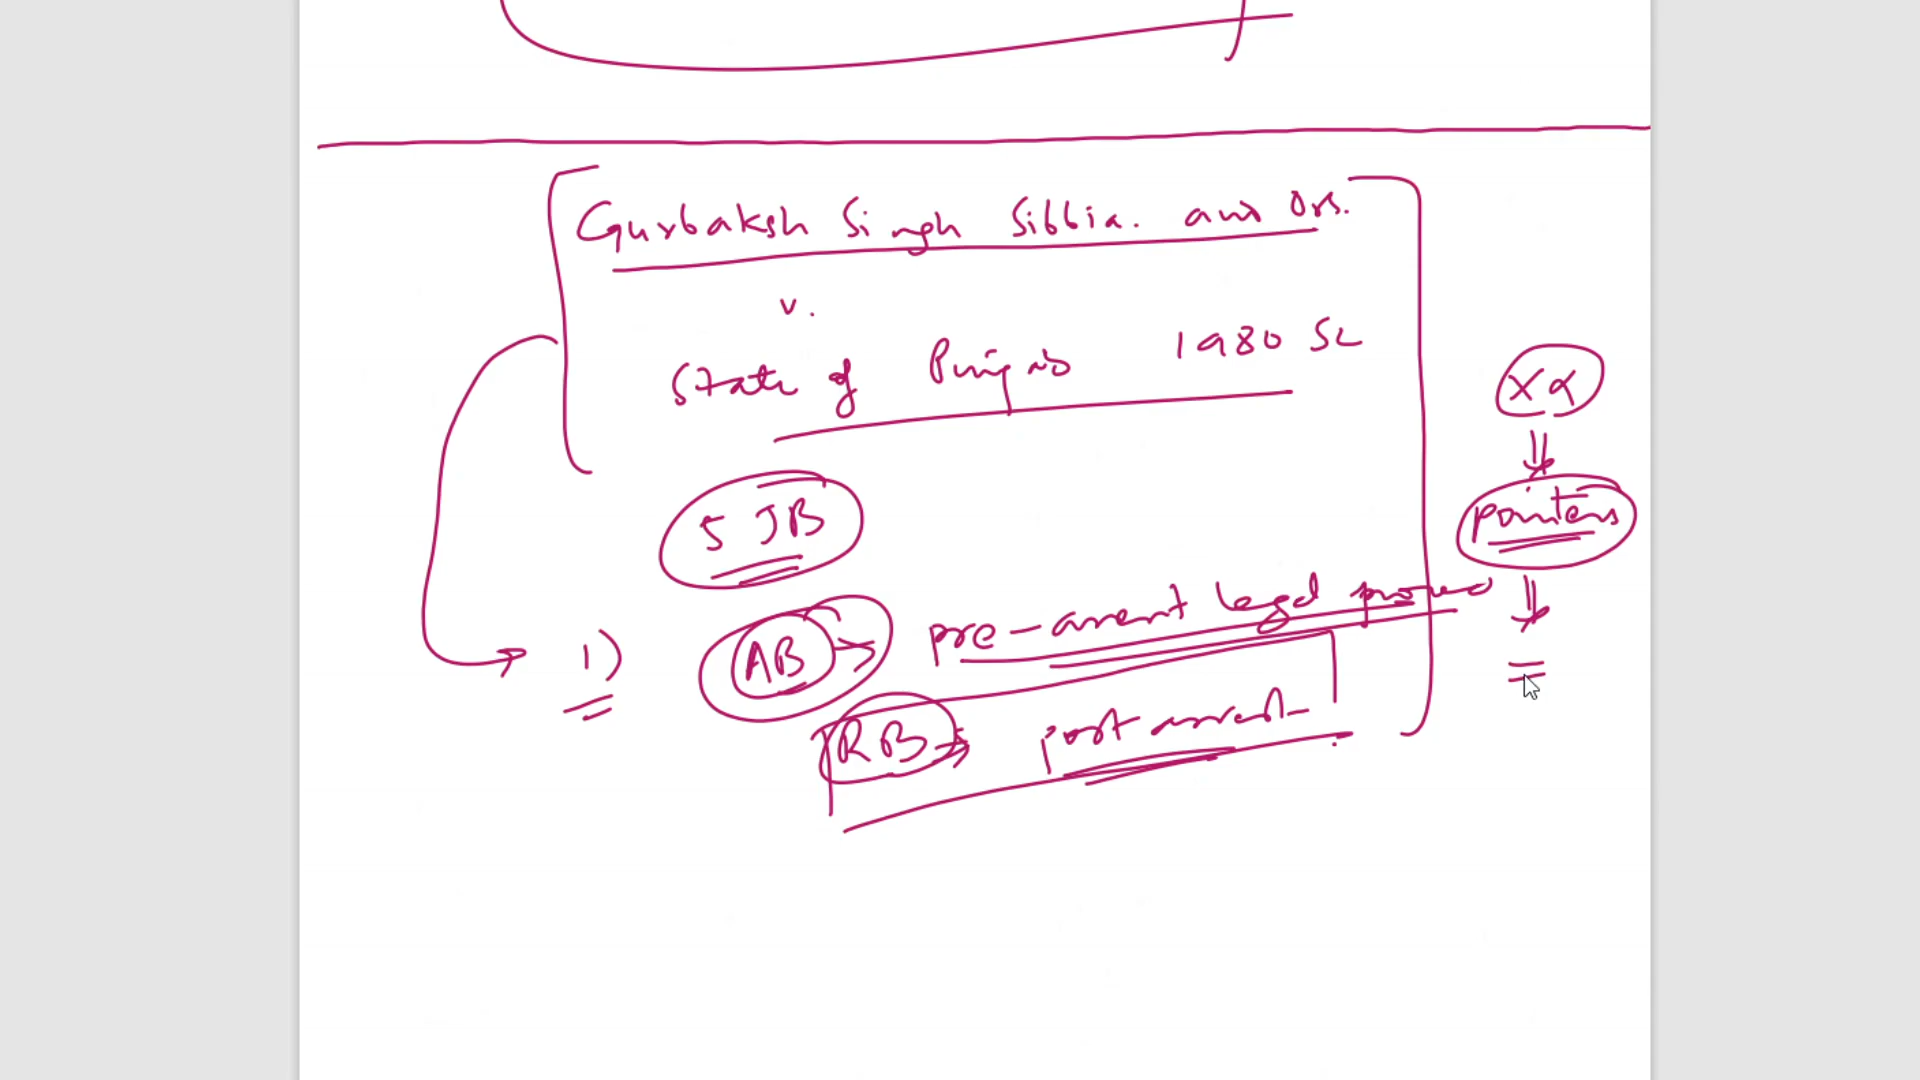 Gurbaksh Singh Sibbia. and Ors.
v.
State of Punjab 1980 SC
5 JB
1) AB → pre-arrest legal process
RB → post arrest
pointers